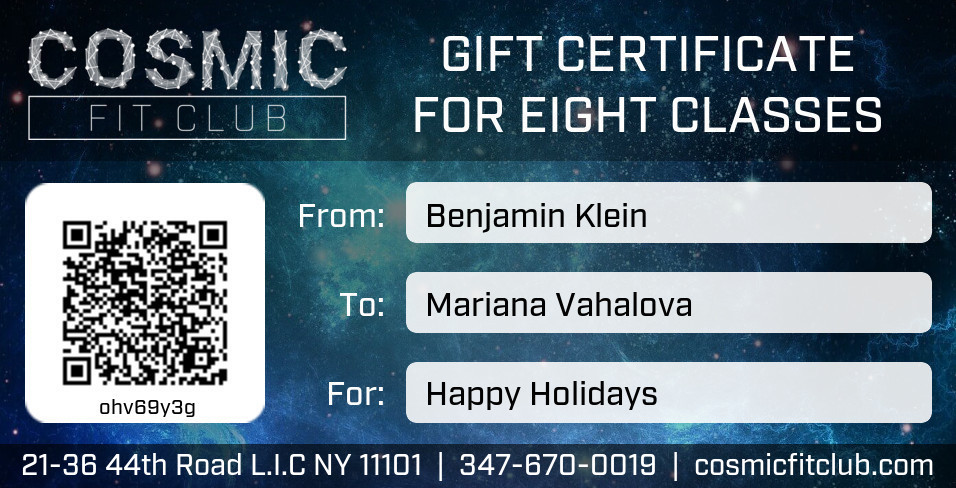 COSMIC
FIT CLUB
GIFT CERTIFICATE
FOR EIGHT CLASSES
From: Benjamin Klein
To: Mariana Vahalova
For: Happy Holidays
ohv69y3g
21-36 44th Road L.I.C NY 11101 | 347-670-0019 | cosmicfitclub.com